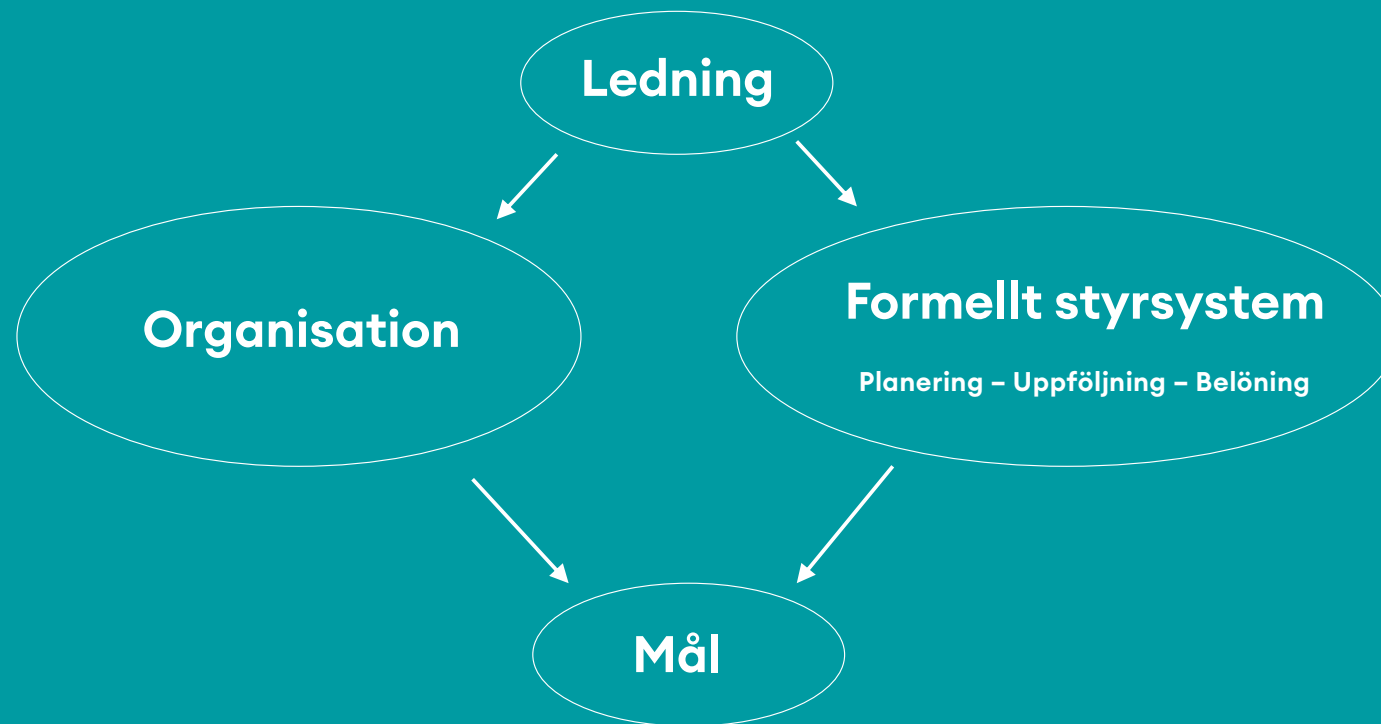 Ledning
Organisation
Formellt styrsystem
Planering – Uppföljning – Belöning
Mål